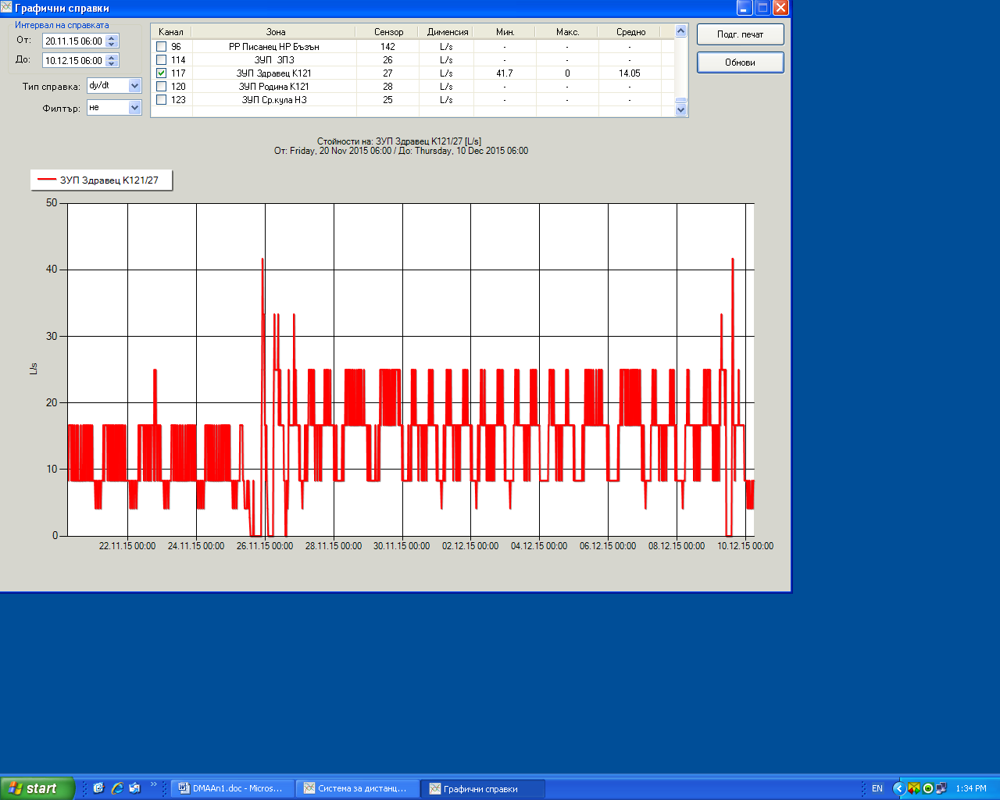 Графични справки
Интервал на справката
От: 20.11.15 06:00
До: 10.12.15 06:00
Тип справка: dy/dt
Филтър: не
Канал Зона Сензор Дименсия Мин. Макс. Средно
96 РР Писанец НР Бъзън 142 L/s - - -
114 ЗУП ЗПЗ 26 L/s - - -
117 ЗУП Здравец К121 27 L/s 41.7 0 14.05
120 ЗУП Родина К121 28 L/s - - -
123 ЗУП Ср.кула НЗ 25 L/s - - -
Подг. печат
Обнови
Стойности на: ЗУП Здравец К121/27 [L/s]
От: Friday, 20 Nov 2015 06:00 / До: Thursday, 10 Dec 2015 06:00
ЗУП Здравец К121/27
50
40
30
20
10
0
L/s
22.11.15 00:00 24.11.15 00:00 26.11.15 00:00 28.11.15 00:00 30.11.15 00:00 02.12.15 00:00 04.12.15 00:00 06.12.15 00:00 08.12.15 00:00 10.12.15 00:00
start DMAAn1.doc - Micros... Система за дистанц... Графични справки EN 1:34 PM